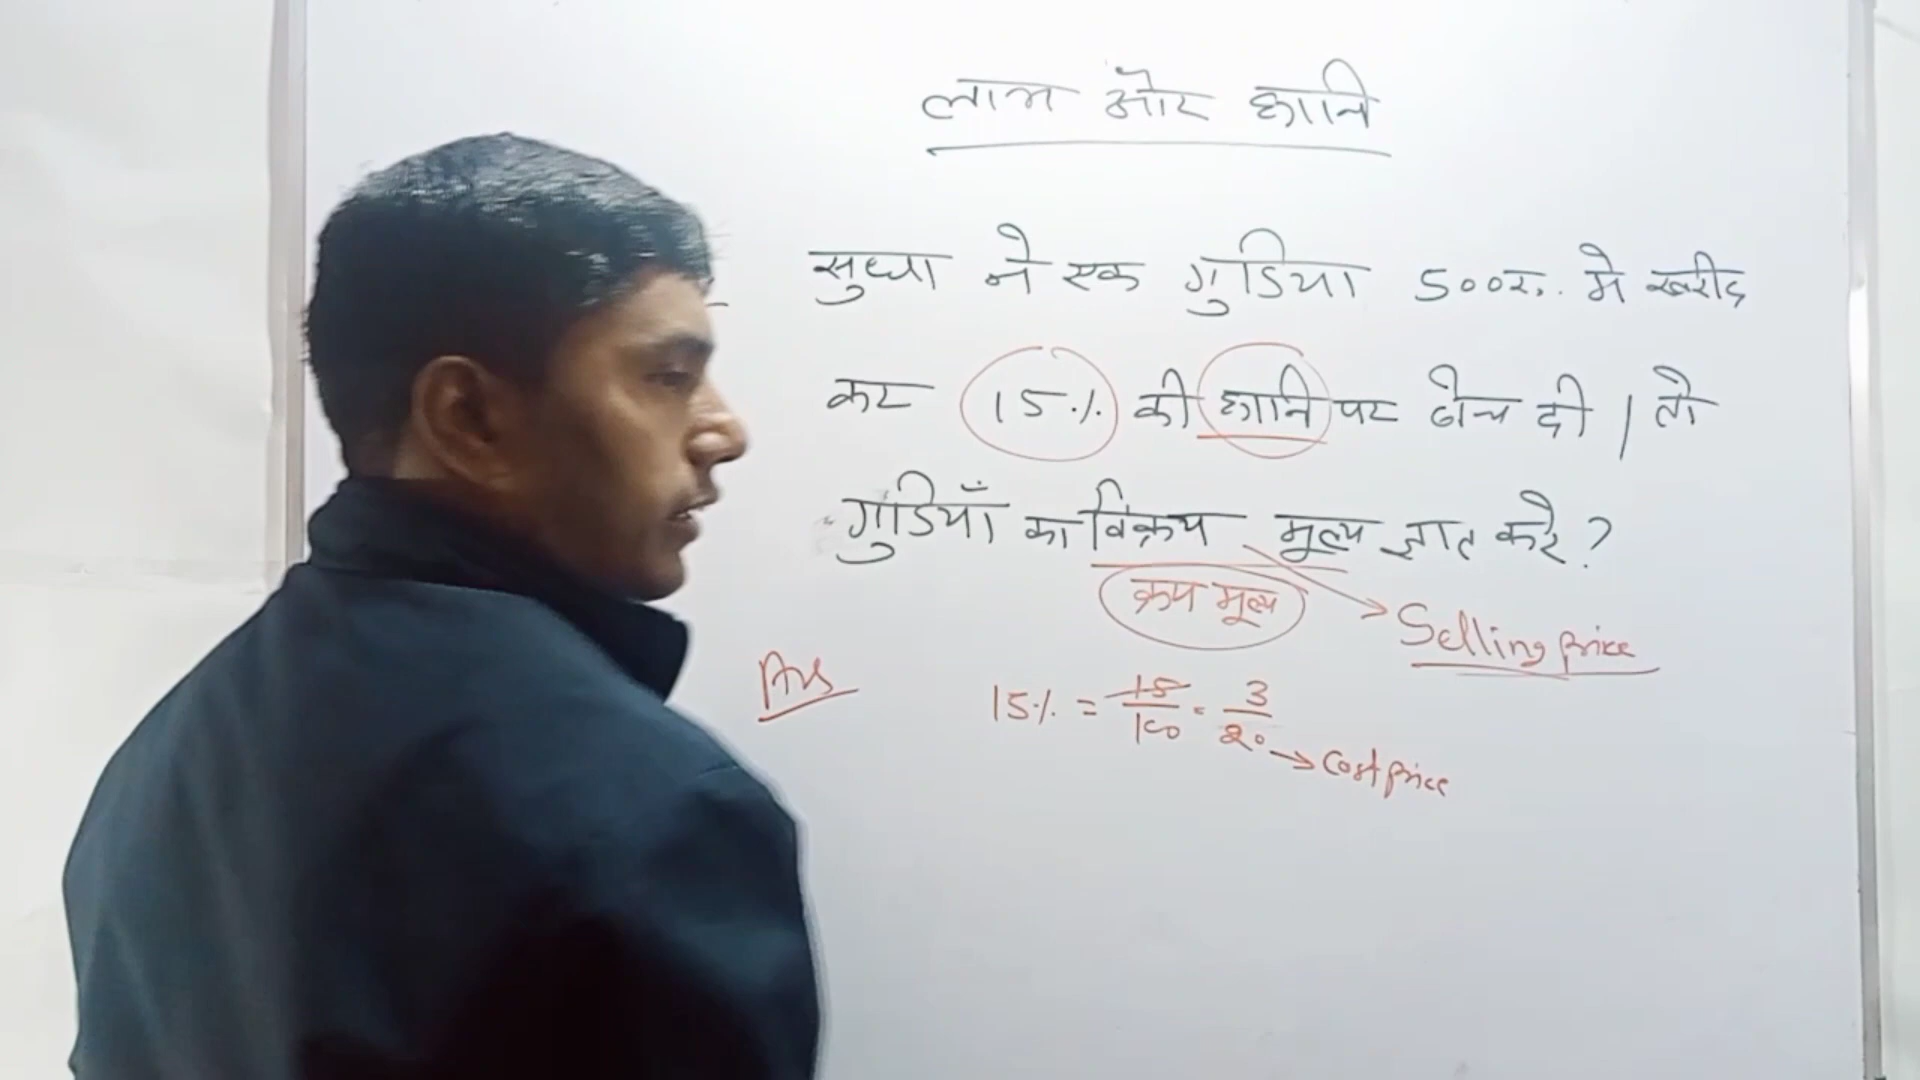 लाभ और हानि
सुधा ने एक गुडिया 500रु. मे खरीद
कर 15% की हानि पर बेच दी | तो
गुडियाँ का विक्रय मूल्य ज्ञात करे ?
क्रय मूल्य
Selling price
Ans
15% = 15/100 = 3/20 → Cost price